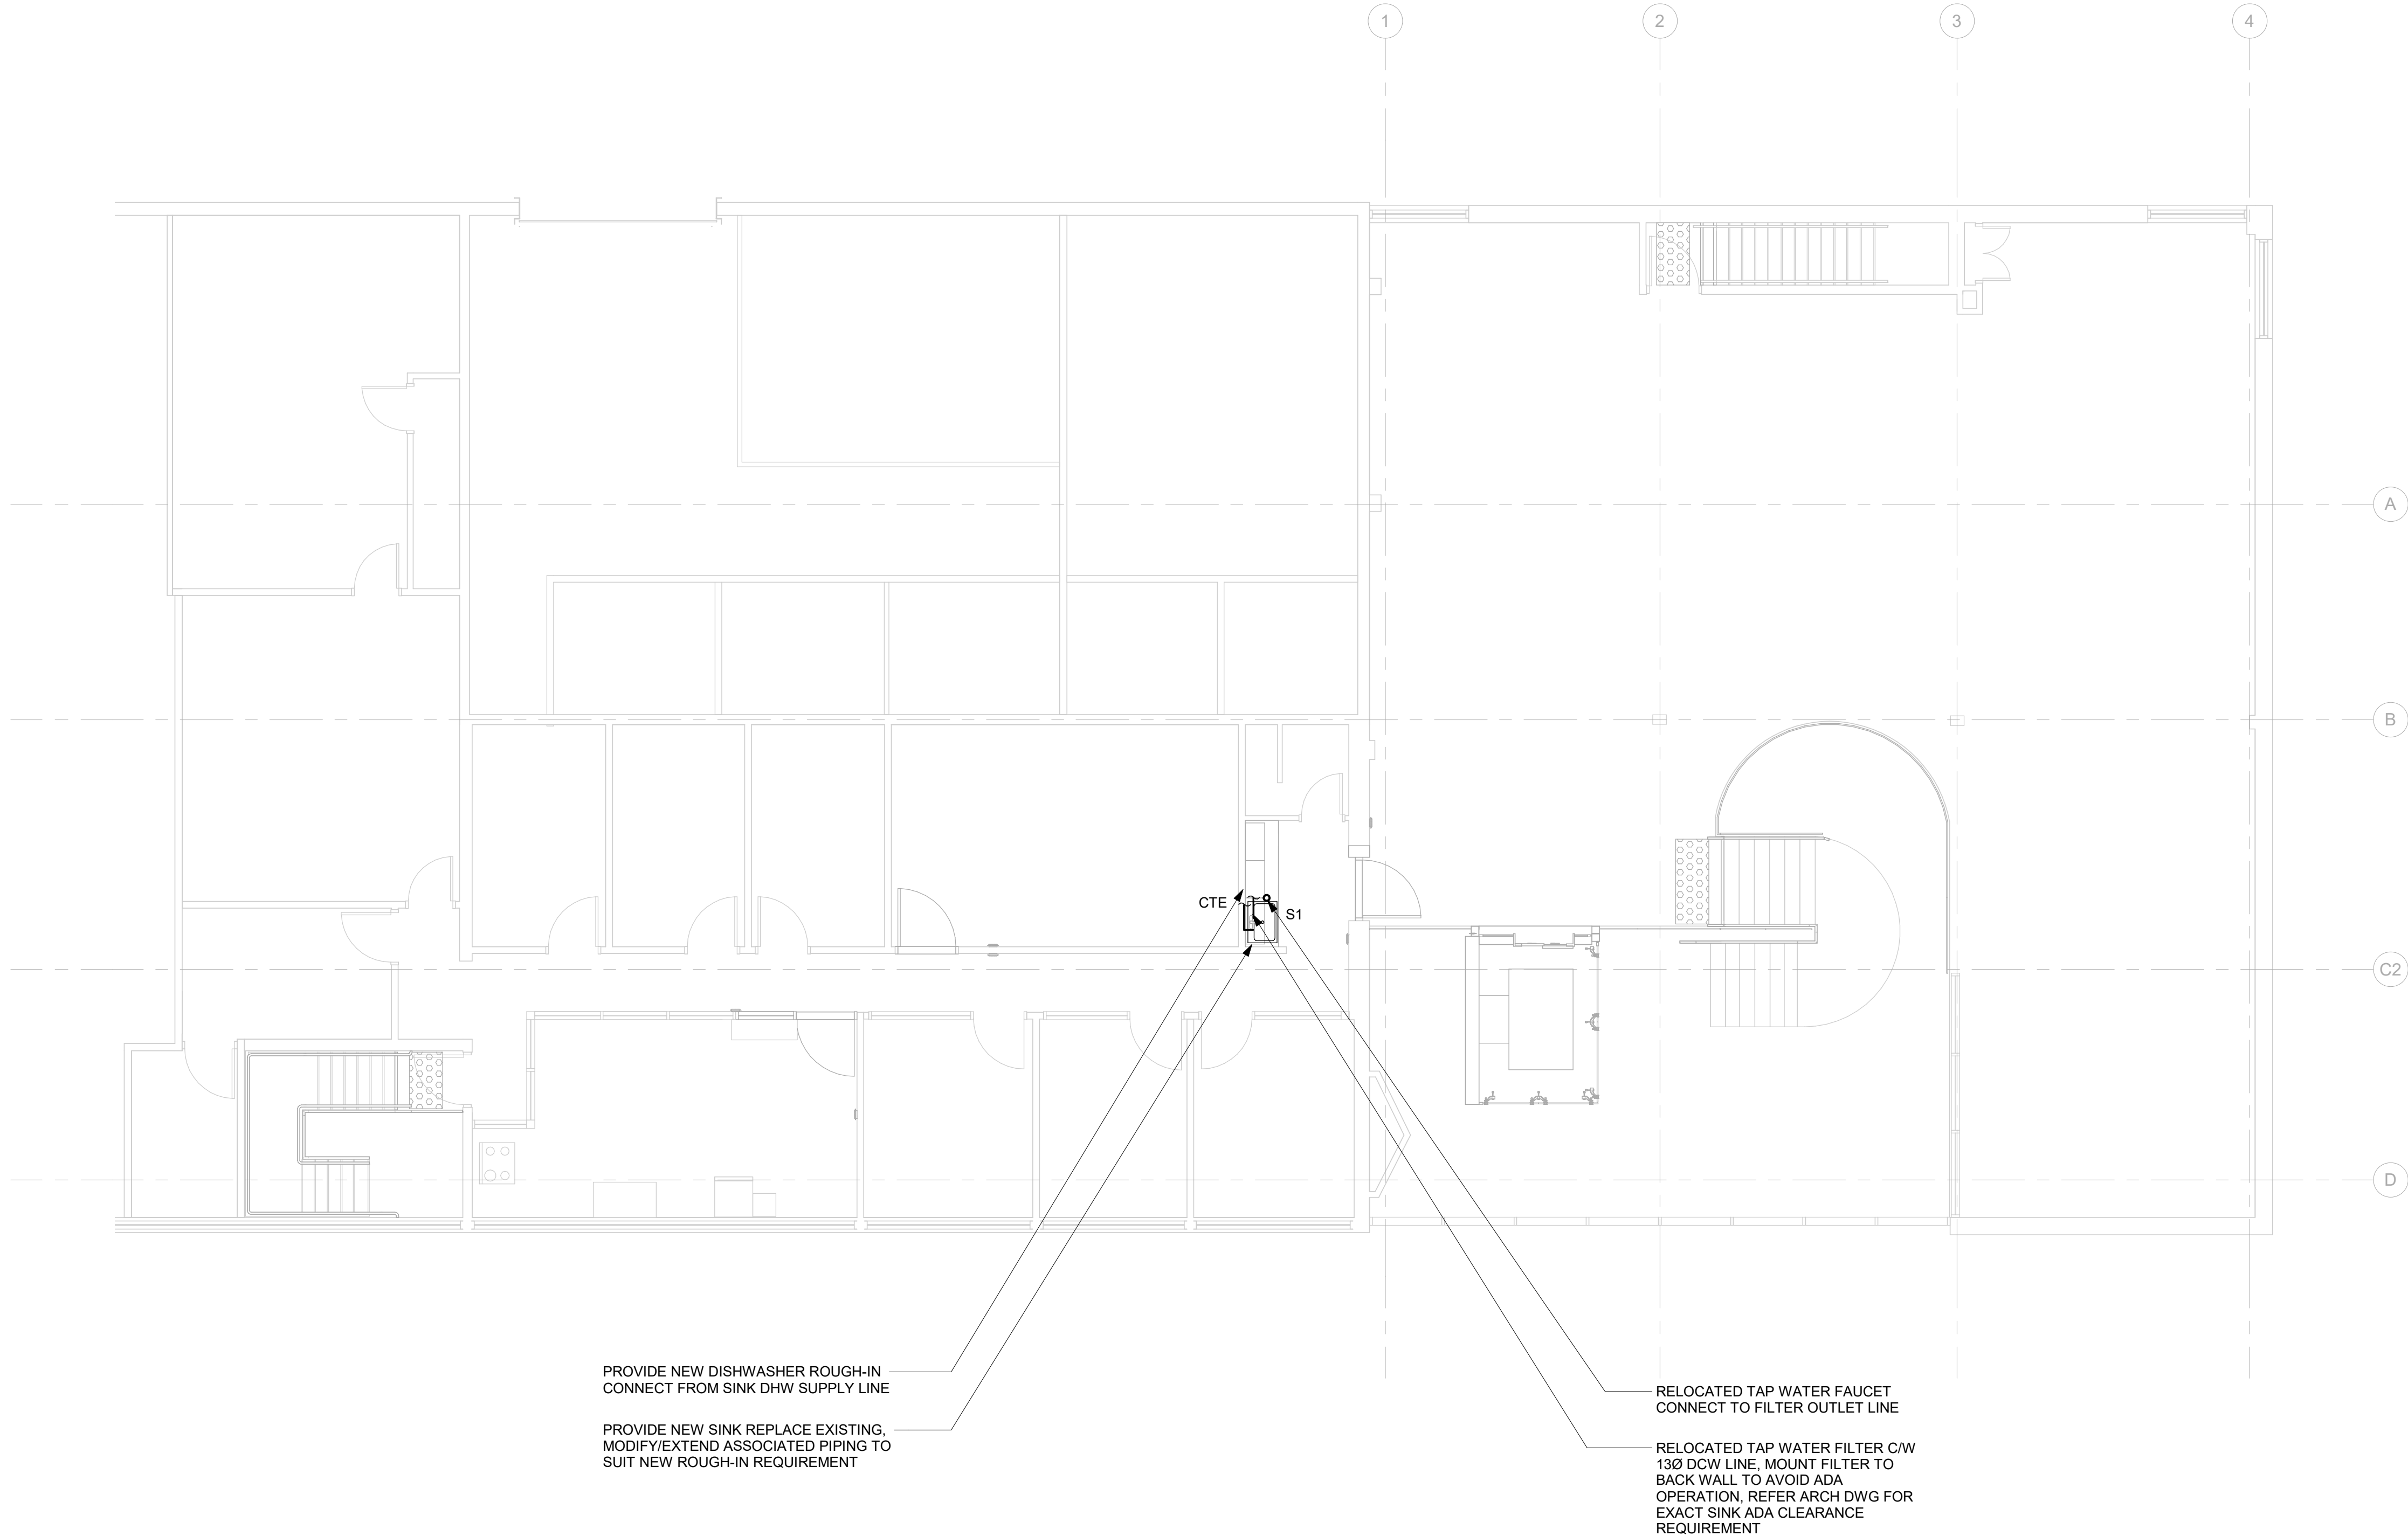 1
2
3
4
A
B
CTE
S1
C2
D
PROVIDE NEW DISHWASHER ROUGH-IN
CONNECT FROM SINK DHW SUPPLY LINE
PROVIDE NEW SINK REPLACE EXISTING,
MODIFY/EXTEND ASSOCIATED PIPING TO
SUIT NEW ROUGH-IN REQUIREMENT
RELOCATED TAP WATER FAUCET
CONNECT TO FILTER OUTLET LINE
RELOCATED TAP WATER FILTER C/W
13Ø DCW LINE, MOUNT FILTER TO
BACK WALL TO AVOID ADA
OPERATION, REFER ARCH DWG FOR
EXACT SINK ADA CLEARANCE
REQUIREMENT